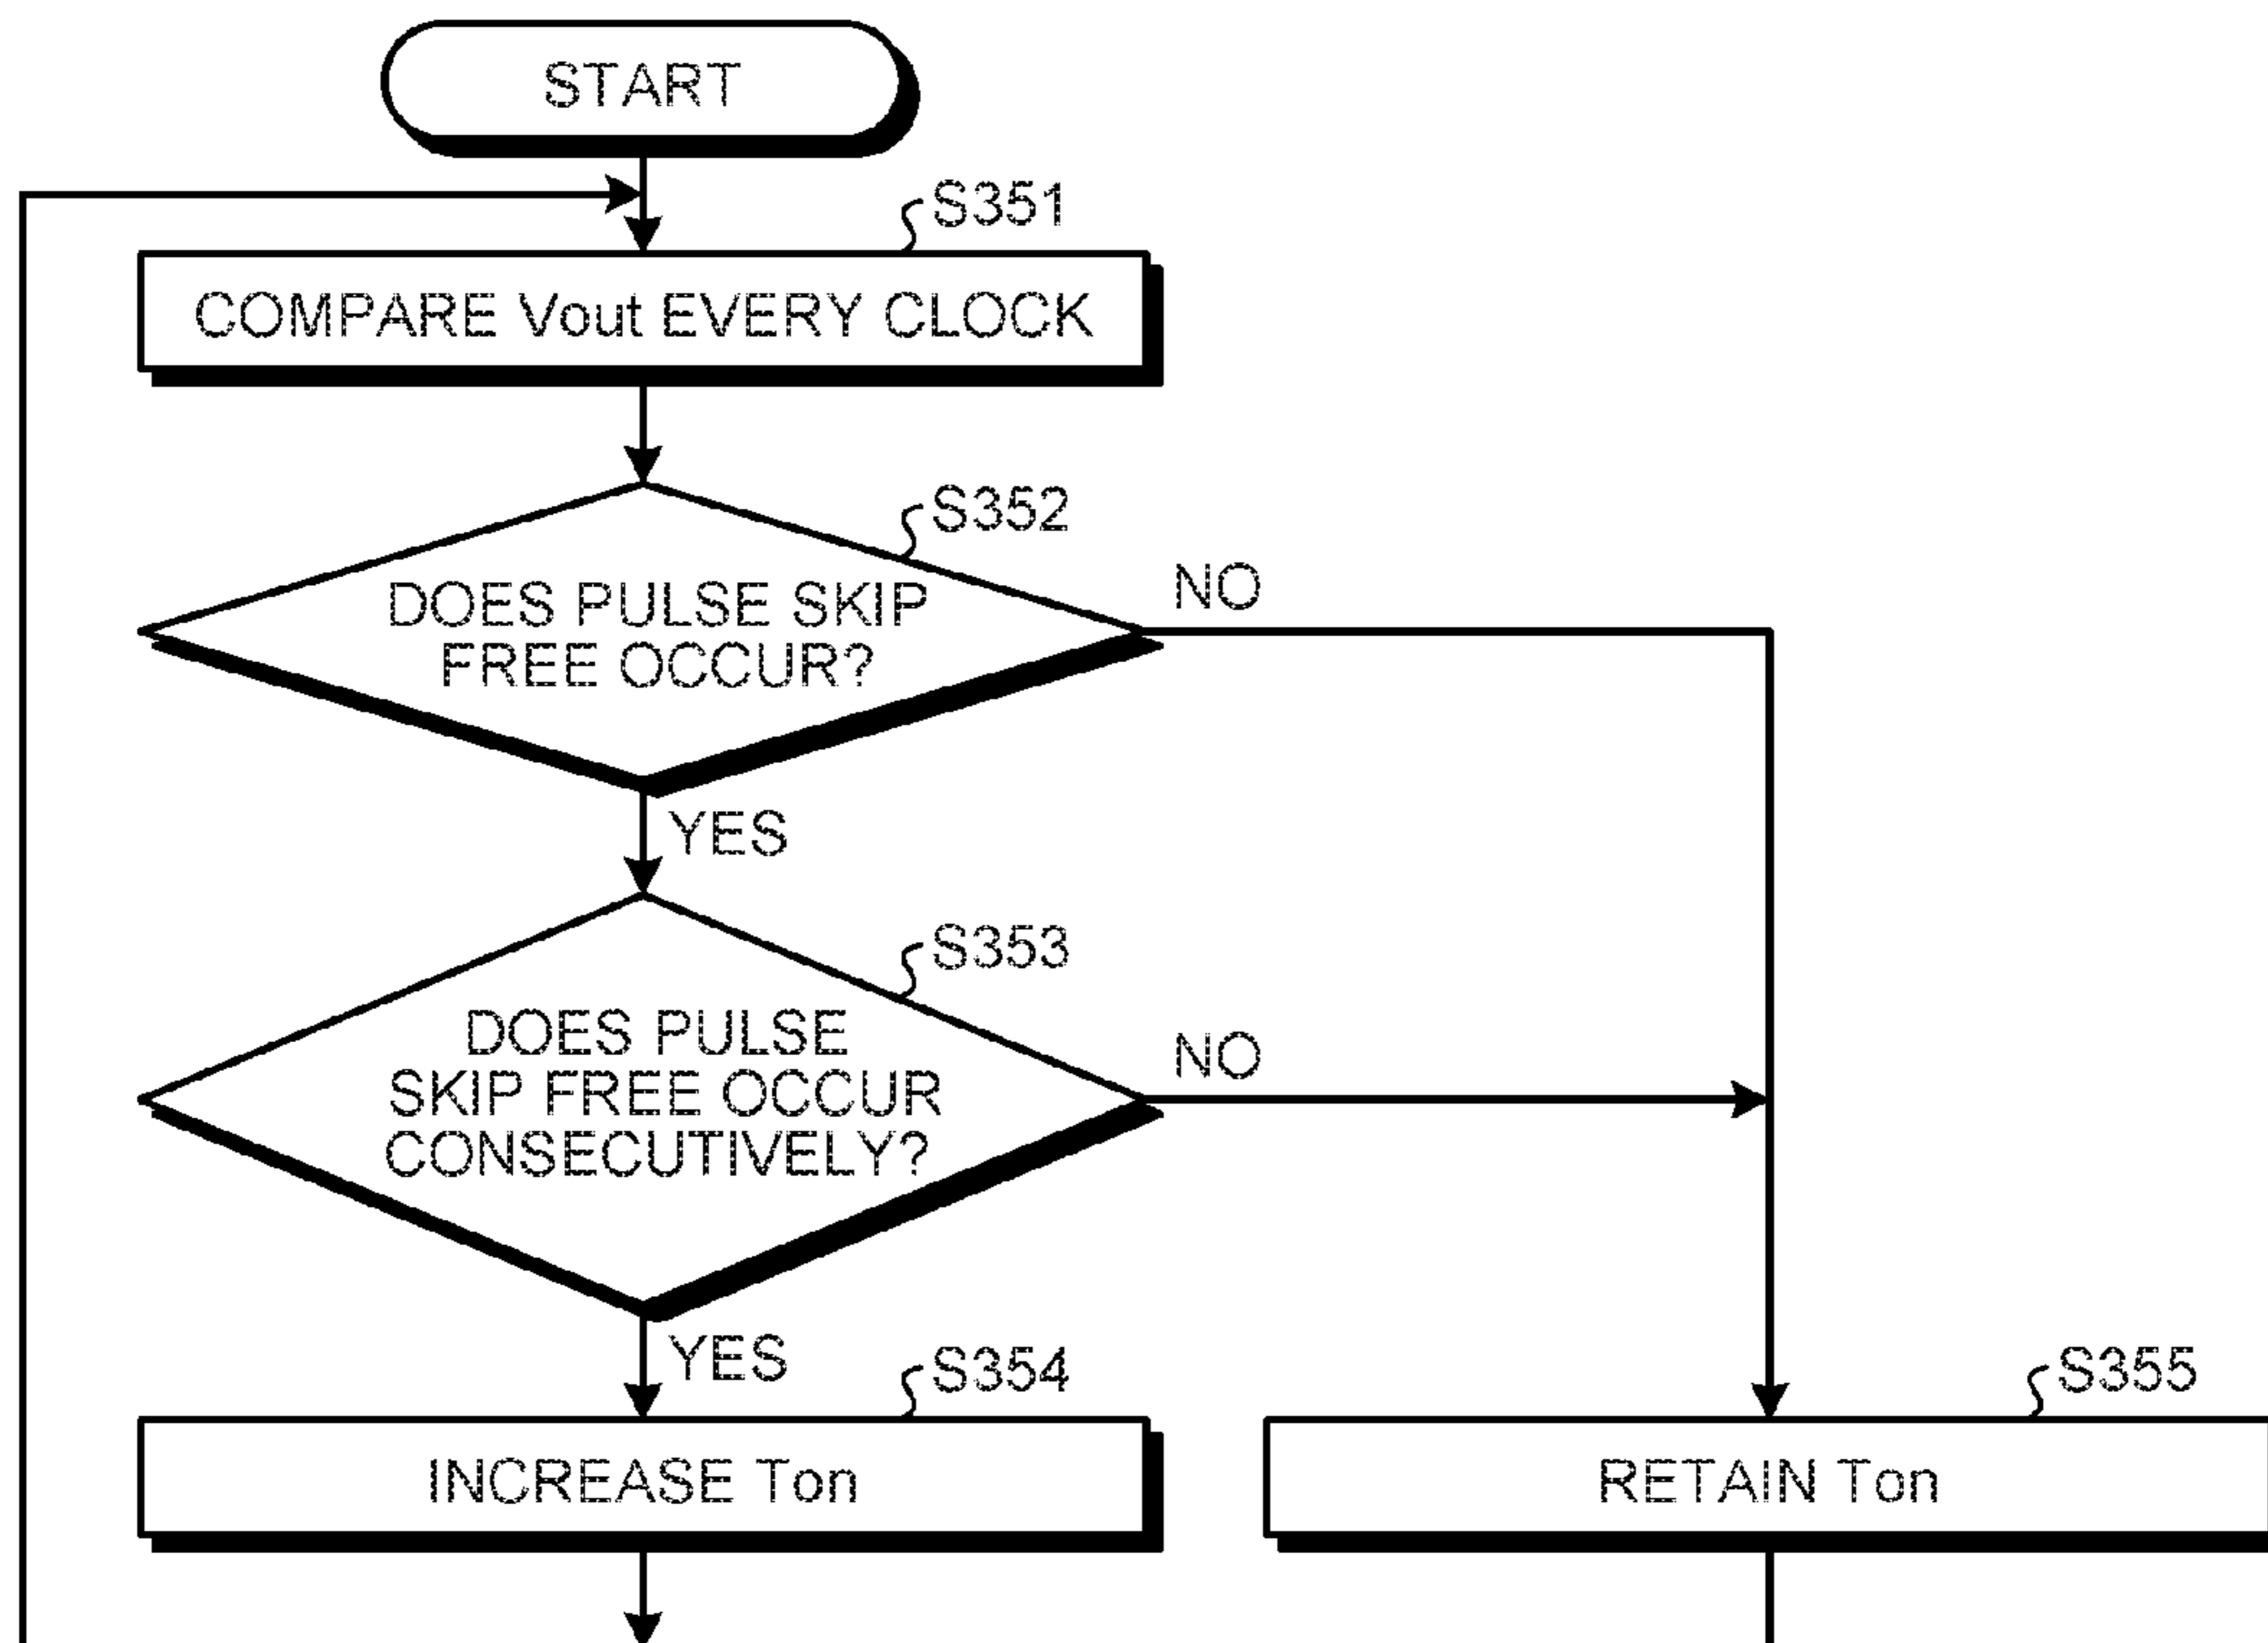 START
S351
COMPARE Vout EVERY CLOCK
S352
DOES PULSE SKIP
FREE OCCUR?
NO
YES
S353
DOES PULSE
SKIP FREE OCCUR
CONSECUTIVELY?
NO
YES
S354
INCREASE Ton
S355
RETAIN Ton